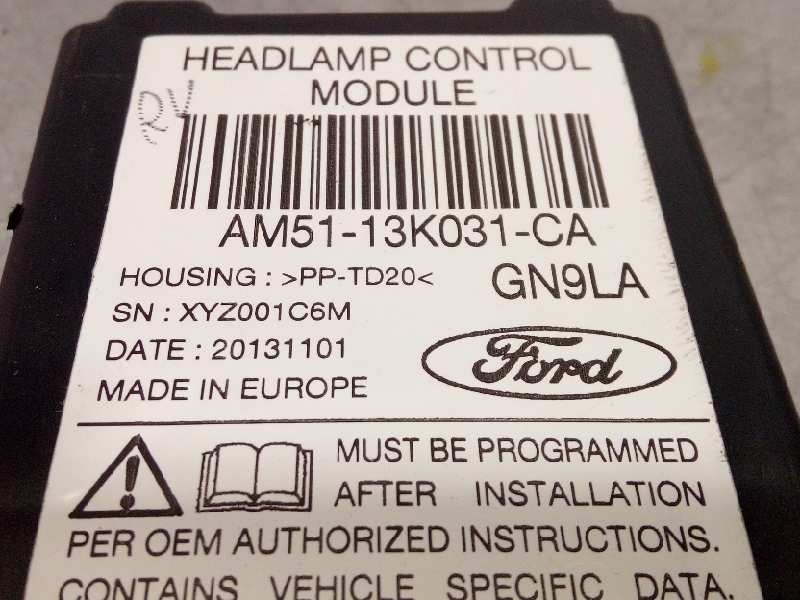 HEADLAMP CONTROL
MODULE
RV
AM51-13K031-CA
HOUSING : >PP-TD20<
GN9LA
SN : XYZ001C6M
DATE : 20131101
Ford
MADE IN EUROPE
MUST BE PROGRAMMED
AFTER INSTALLATION
PER OEM AUTHORIZED INSTRUCTIONS.
CONTAINS VEHICLE SPECIFIC DATA.